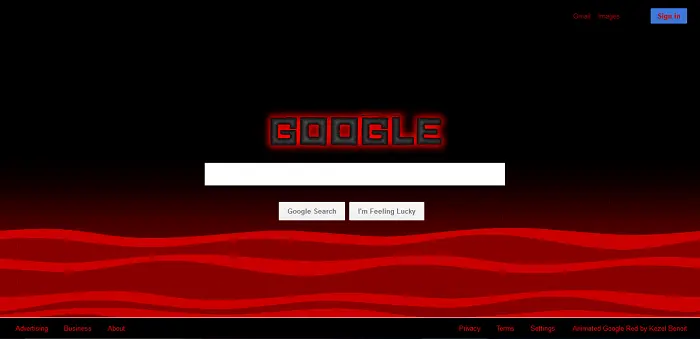 Gmail Images Sign in
GOOGLE
Google Search I'm Feeling Lucky
Advertising Business About Privacy Terms Settings Animated Google Red by Kozel Benoit